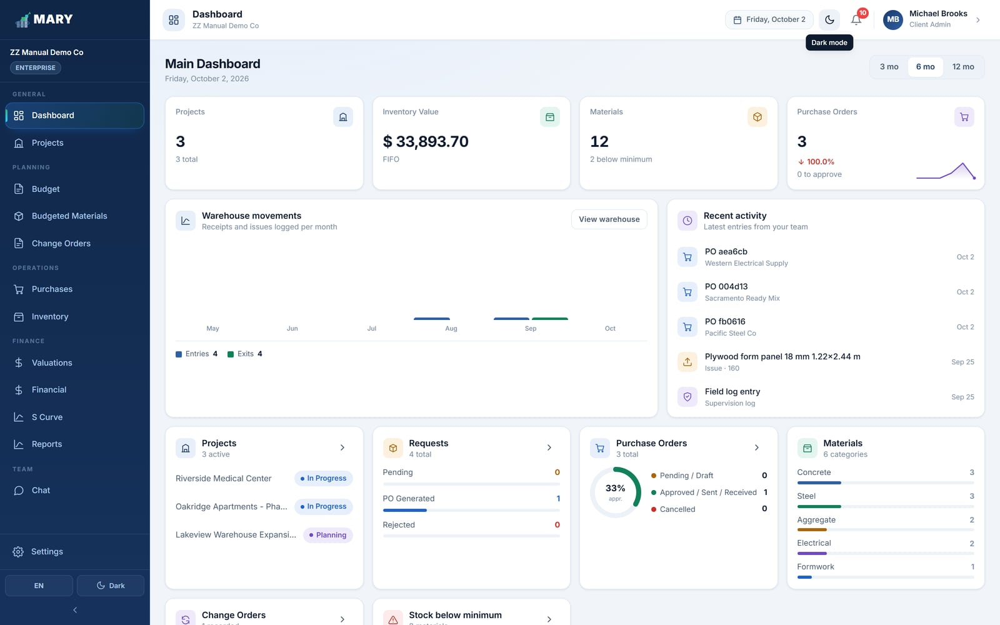 MARY
ZZ Manual Demo Co
ENTERPRISE
GENERAL
Dashboard
Projects
PLANNING
Budget
Budgeted Materials
Change Orders
OPERATIONS
Purchases
Inventory
FINANCE
Valuations
Financial
S Curve
Reports
TEAM
Chat
Settings
EN
Dark
Dashboard
ZZ Manual Demo Co
Friday, October 2
10
MB
Michael Brooks
Client Admin
Dark mode
Main Dashboard
Friday, October 2, 2026
3 mo
6 mo
12 mo
Projects
3
3 total
Inventory Value
$ 33,893.70
FIFO
Materials
12
2 below minimum
Purchase Orders
3
↓ 100.0%
0 to approve
Warehouse movements
Receipts and issues logged per month
View warehouse
May Jun Jul Aug Sep Oct
Entries 4 Exits 4
Recent activity
Latest entries from your team
PO aea6cb
Western Electrical Supply
Oct 2
PO 004d13
Sacramento Ready Mix
Oct 2
PO fb0616
Pacific Steel Co
Oct 2
Plywood form panel 18 mm 1.22×2.44 m
Issue · 160
Sep 25
Field log entry
Supervision log
Sep 25
Projects
3 active
Riverside Medical Center In Progress
Oakridge Apartments - Pha... In Progress
Lakeview Warehouse Expansi... Planning
Requests
4 total
Pending 0
PO Generated 1
Rejected 0
Purchase Orders
3 total
33%
appr.
Pending / Draft 0
Approved / Sent / Received 1
Cancelled 0
Materials
6 categories
Concrete 3
Steel 3
Aggregate 2
Electrical 2
Formwork 1
Change Orders
Stock below minimum